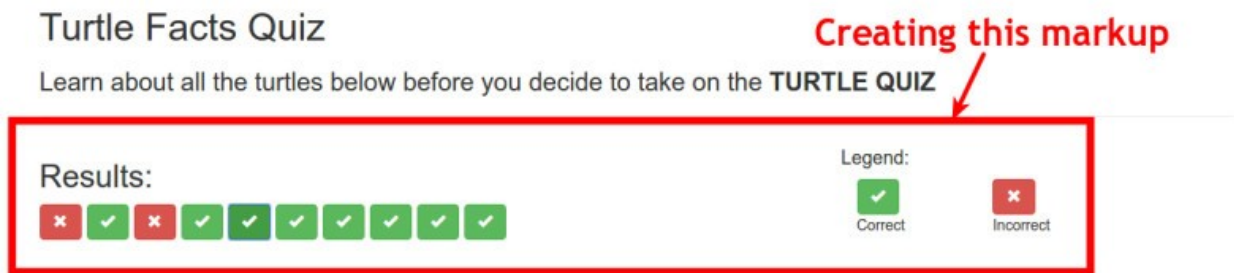 Turtle Facts Quiz
Creating this markup
Learn about all the turtles below before you decide to take on the TURTLE QUIZ
Results:
Legend:
Correct
Incorrect